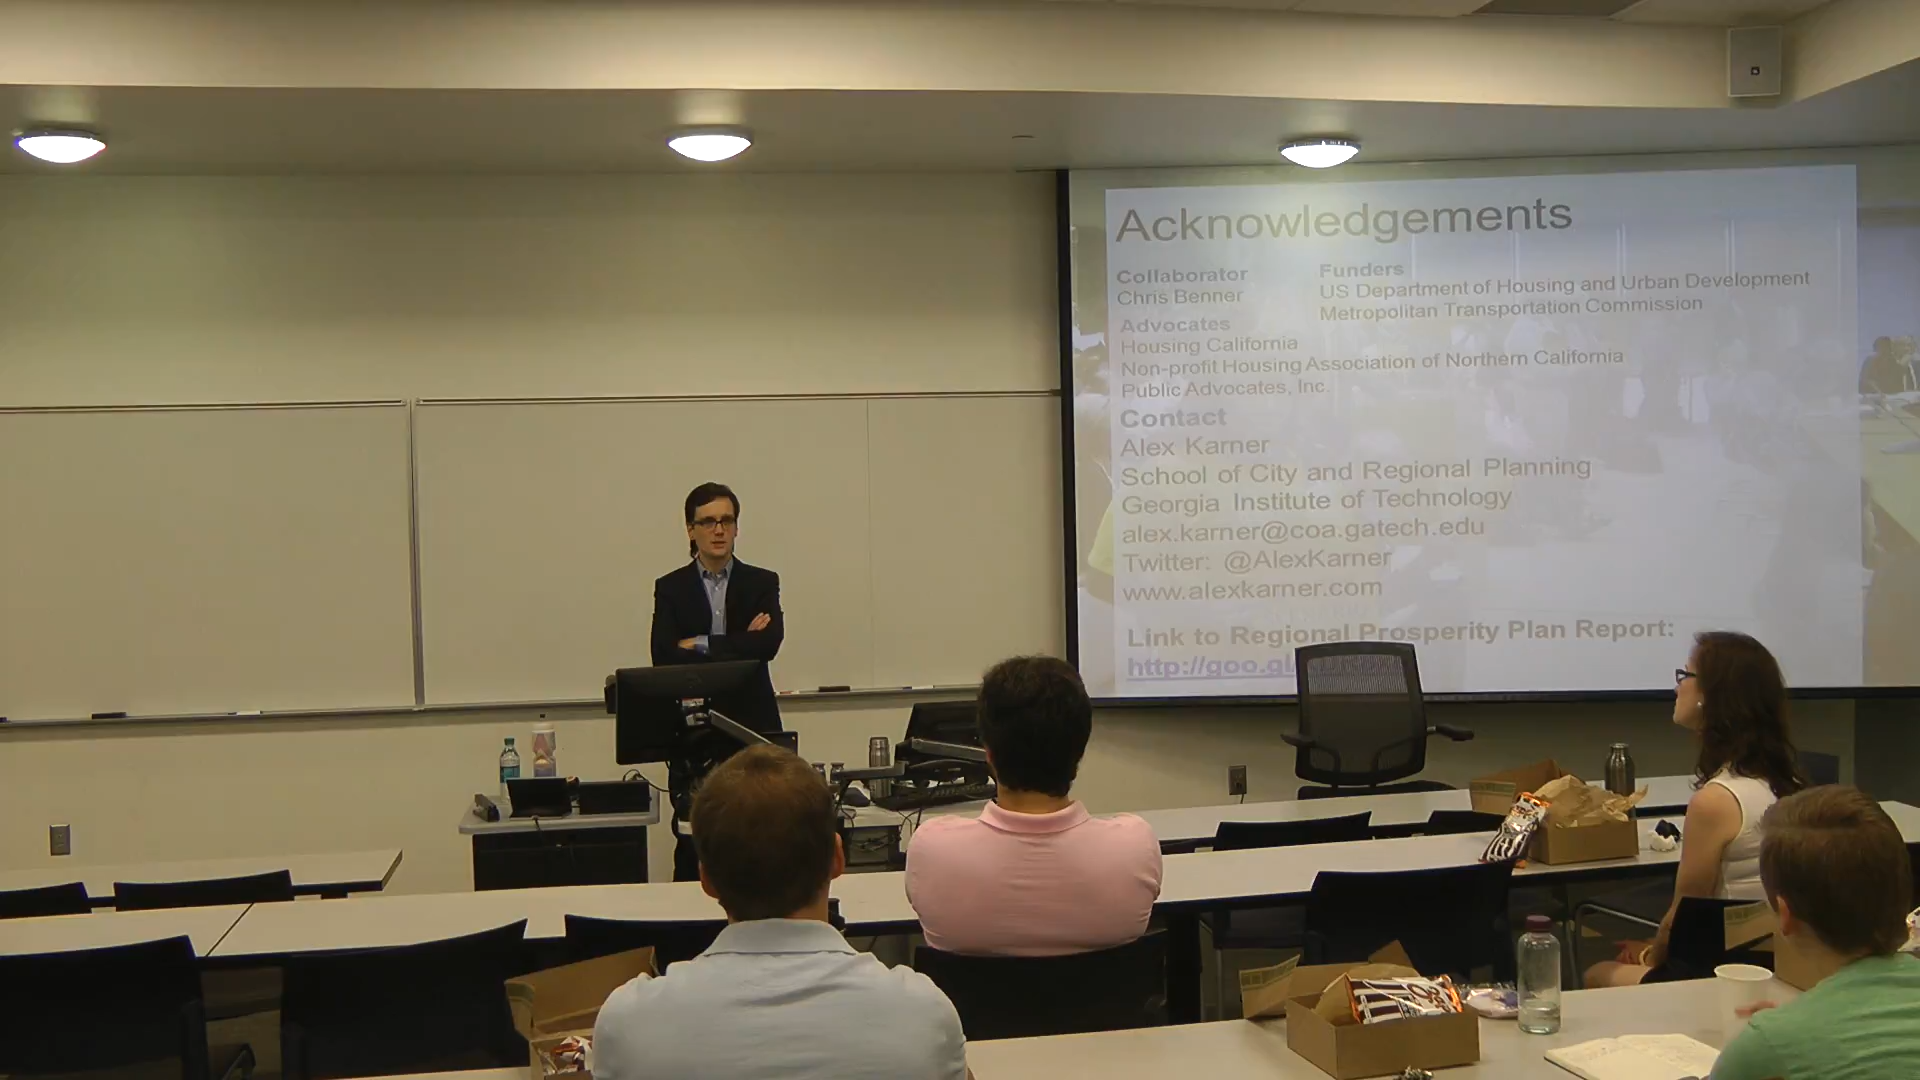 Acknowledgements
Collaborator
Chris Benner
Funders
US Department of Housing and Urban Development
Metropolitan Transportation Commission
Advocates
Housing California
Non-profit Housing Association of Northern California
Public Advocates, Inc.
Contact
Alex Karner
School of City and Regional Planning
Georgia Institute of Technology
alex.karner@coa.gatech.edu
Twitter: @AlexKarner
www.alexkarner.com
Link to Regional Prosperity Plan Report:
http://goo.gl/